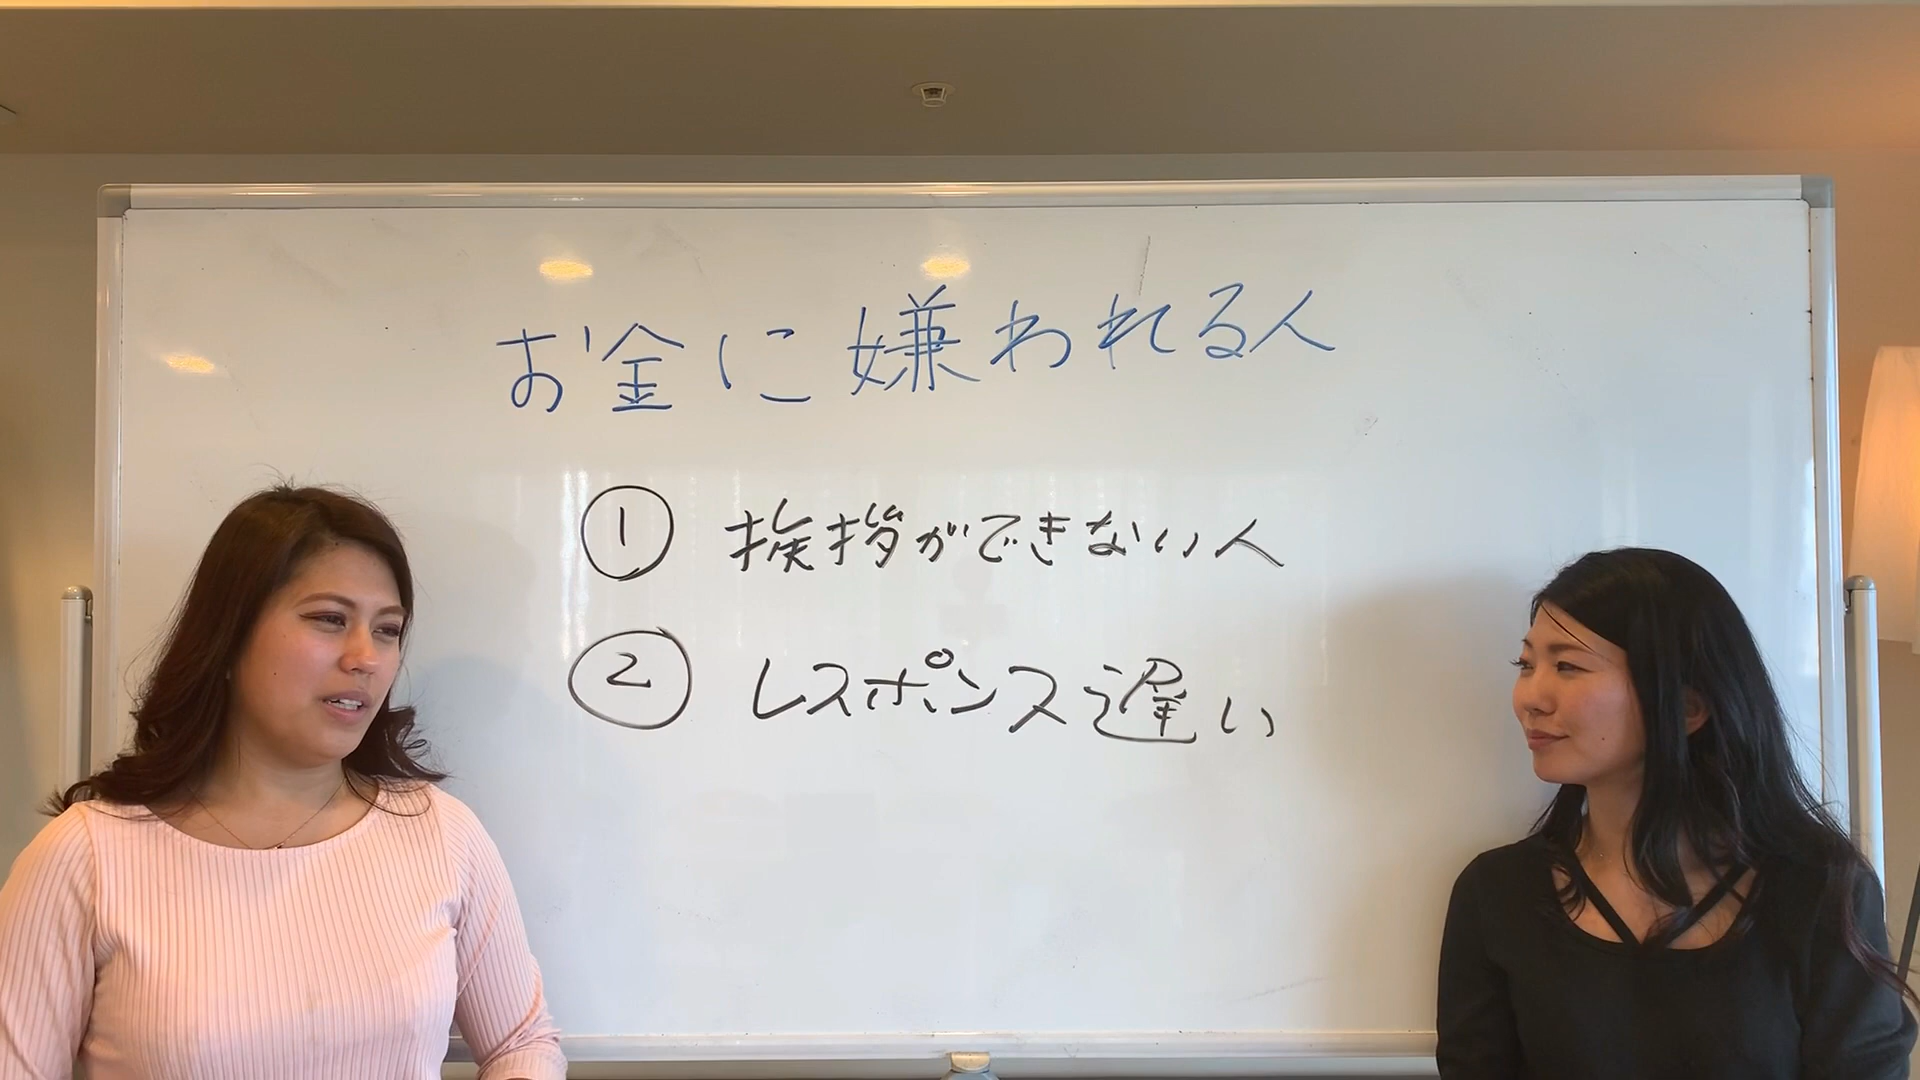 お金に嫌われる人
① 挨拶ができない人
② レスポンス遅い